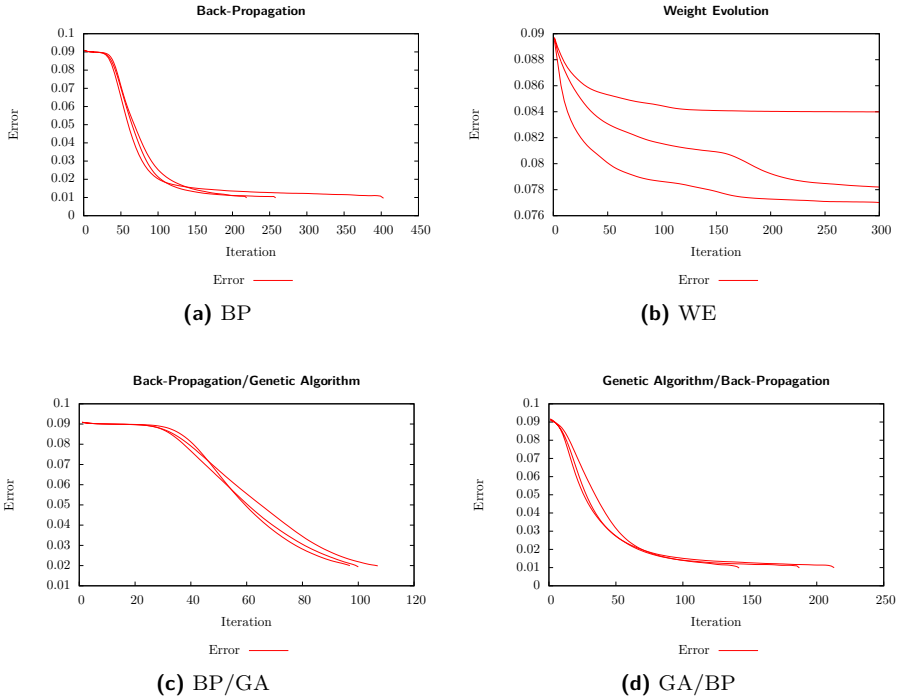 Back-Propagation
0.1
0.09
0.08
0.07
0.06
0.05
0.04
0.03
0.02
0.01
0
Error
0 50 100 150 200 250 300 350 400 450
Iteration
Error
(a) BP
Weight Evolution
0.09
0.088
0.086
0.084
0.082
0.08
0.078
0.076
Error
0 50 100 150 200 250 300
Iteration
Error
(b) WE
Back-Propagation/Genetic Algorithm
0.1
0.09
0.08
0.07
0.06
0.05
0.04
0.03
0.02
0.01
Error
0 20 40 60 80 100 120
Iteration
Error
(c) BP/GA
Genetic Algorithm/Back-Propagation
0.1
0.09
0.08
0.07
0.06
0.05
0.04
0.03
0.02
0.01
0
Error
0 50 100 150 200 250
Iteration
Error
(d) GA/BP